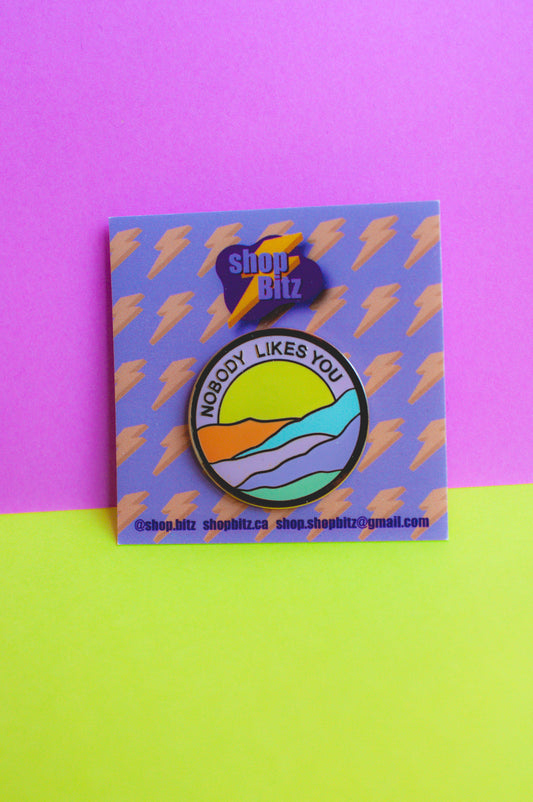 shop
Bitz
NOBODY LIKES YOU
@shop.bitz shopbitz.ca shop.shopbitz@gmail.com